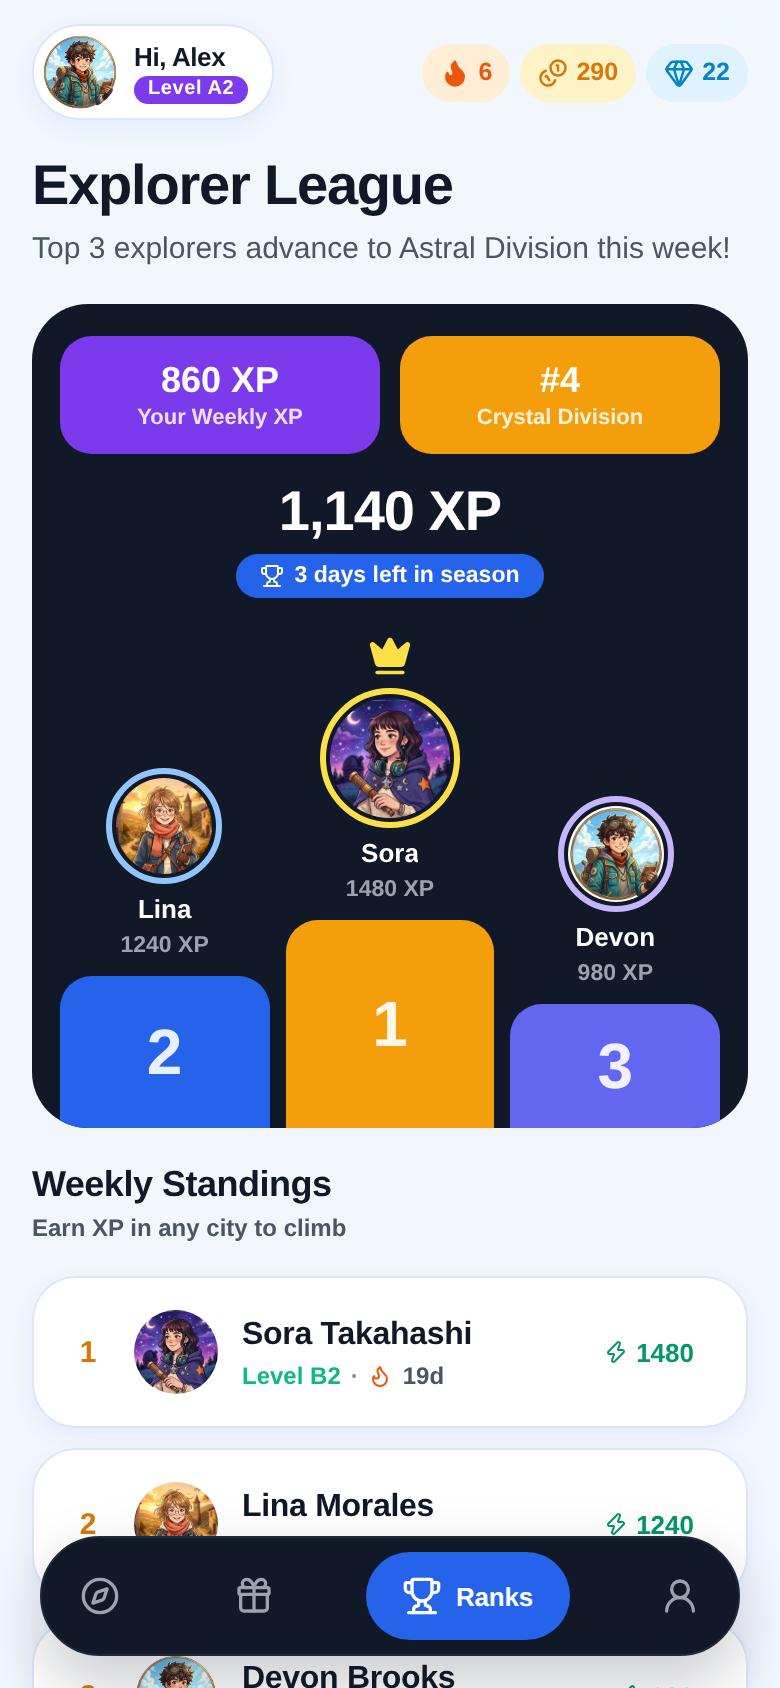 Hi, Alex
Level A2
6
290
22
Explorer League
Top 3 explorers advance to Astral Division this week!
860 XP
Your Weekly XP
#4
Crystal Division
1,140 XP
3 days left in season
Sora
1480 XP
Lina
1240 XP
Devon
980 XP
2
1
3
Weekly Standings
Earn XP in any city to climb
1
Sora Takahashi
Level B2 · 19d
1480
2
Lina Morales
1240
Ranks
Devon Brooks